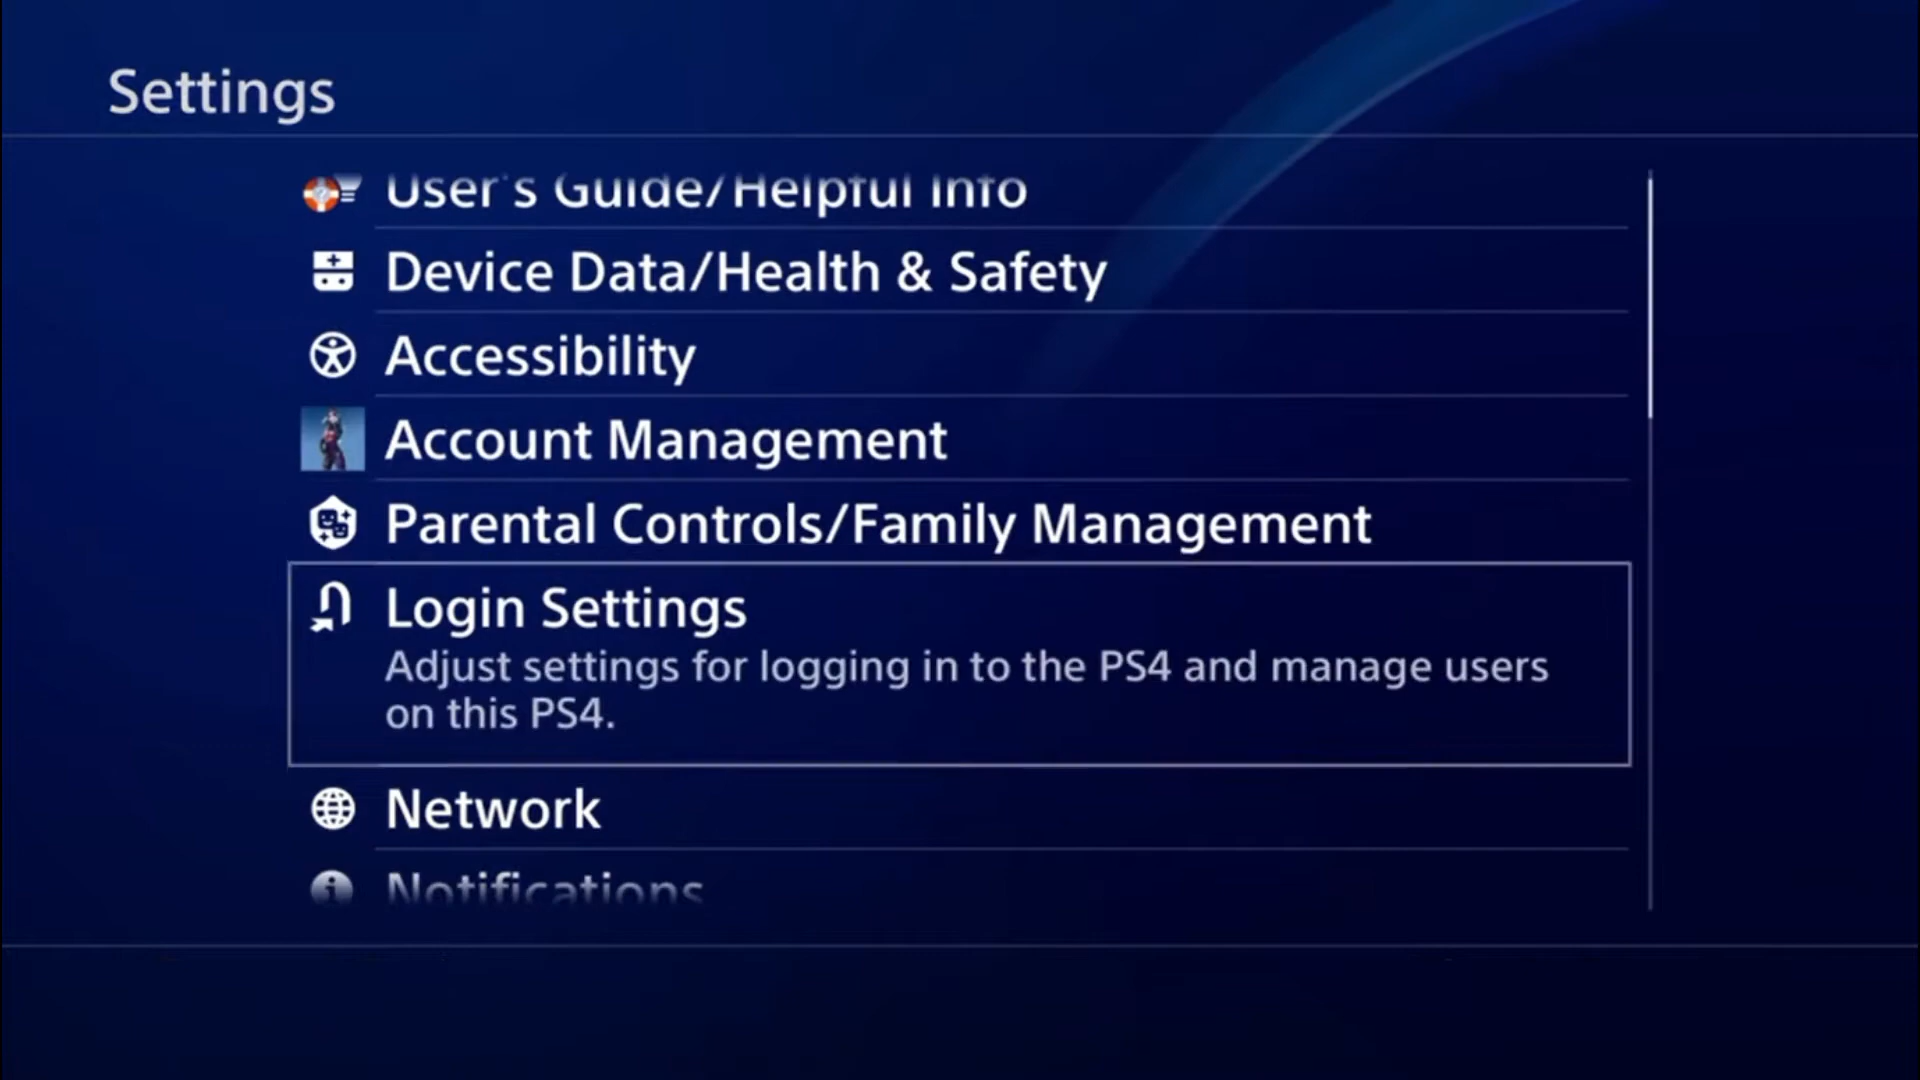 Settings
User's Guide/Helpful Info
Device Data/Health & Safety
Accessibility
Account Management
Parental Controls/Family Management
Login Settings
Adjust settings for logging in to the PS4 and manage users
on this PS4.
Network
Notifications